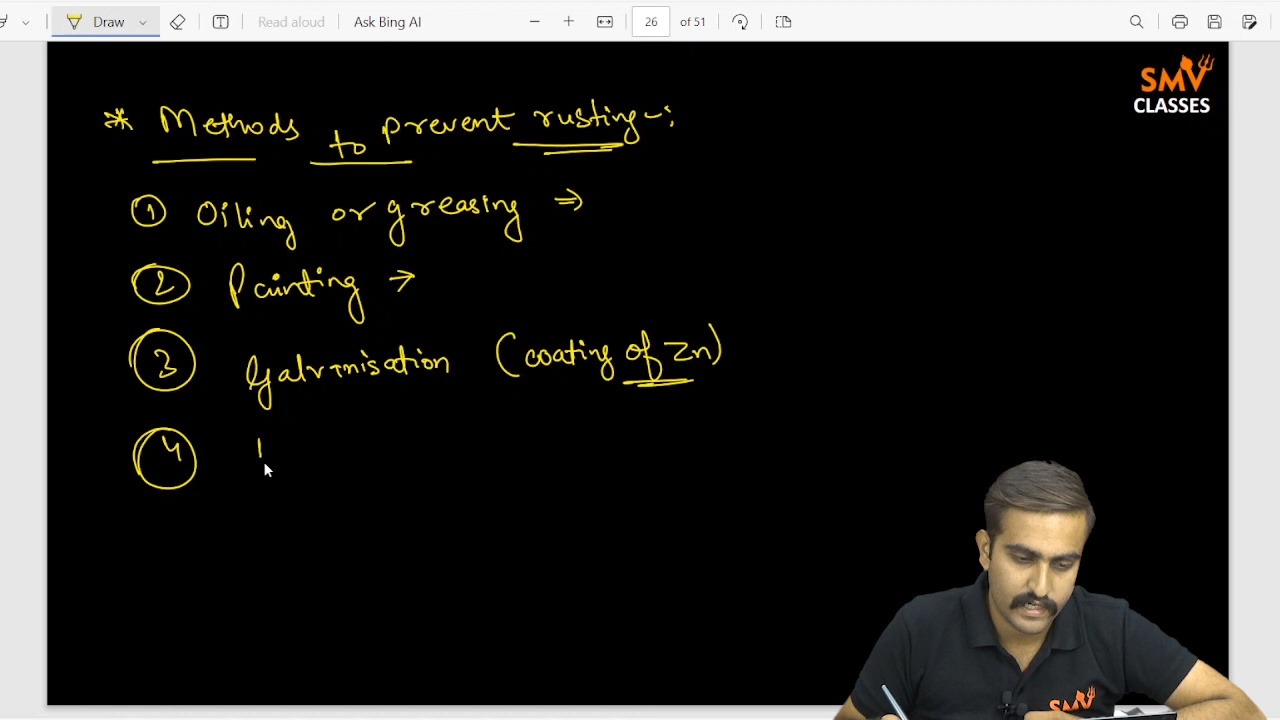 Draw
Read aloud
Ask Bing AI
26 of 51
SMV
CLASSES
* Methods to prevent rusting -:
1 Oiling or greasing ⇒
2 Painting →
3 Galvanisation (coating of Zn)
4
SMV